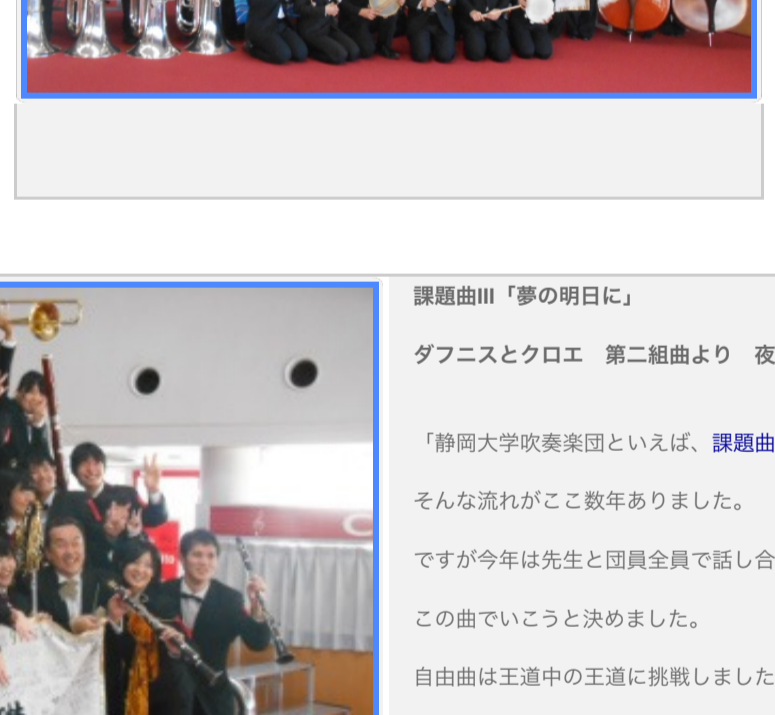 課題曲III「夢の明日に」
ダフニスとクロエ　第二組曲より　夜
「静岡大学吹奏楽団といえば、課題曲
そんな流れがここ数年ありました。
ですが今年は先生と団員全員で話し合
この曲でいこうと決めました。
自由曲は王道中の王道に挑戦しました